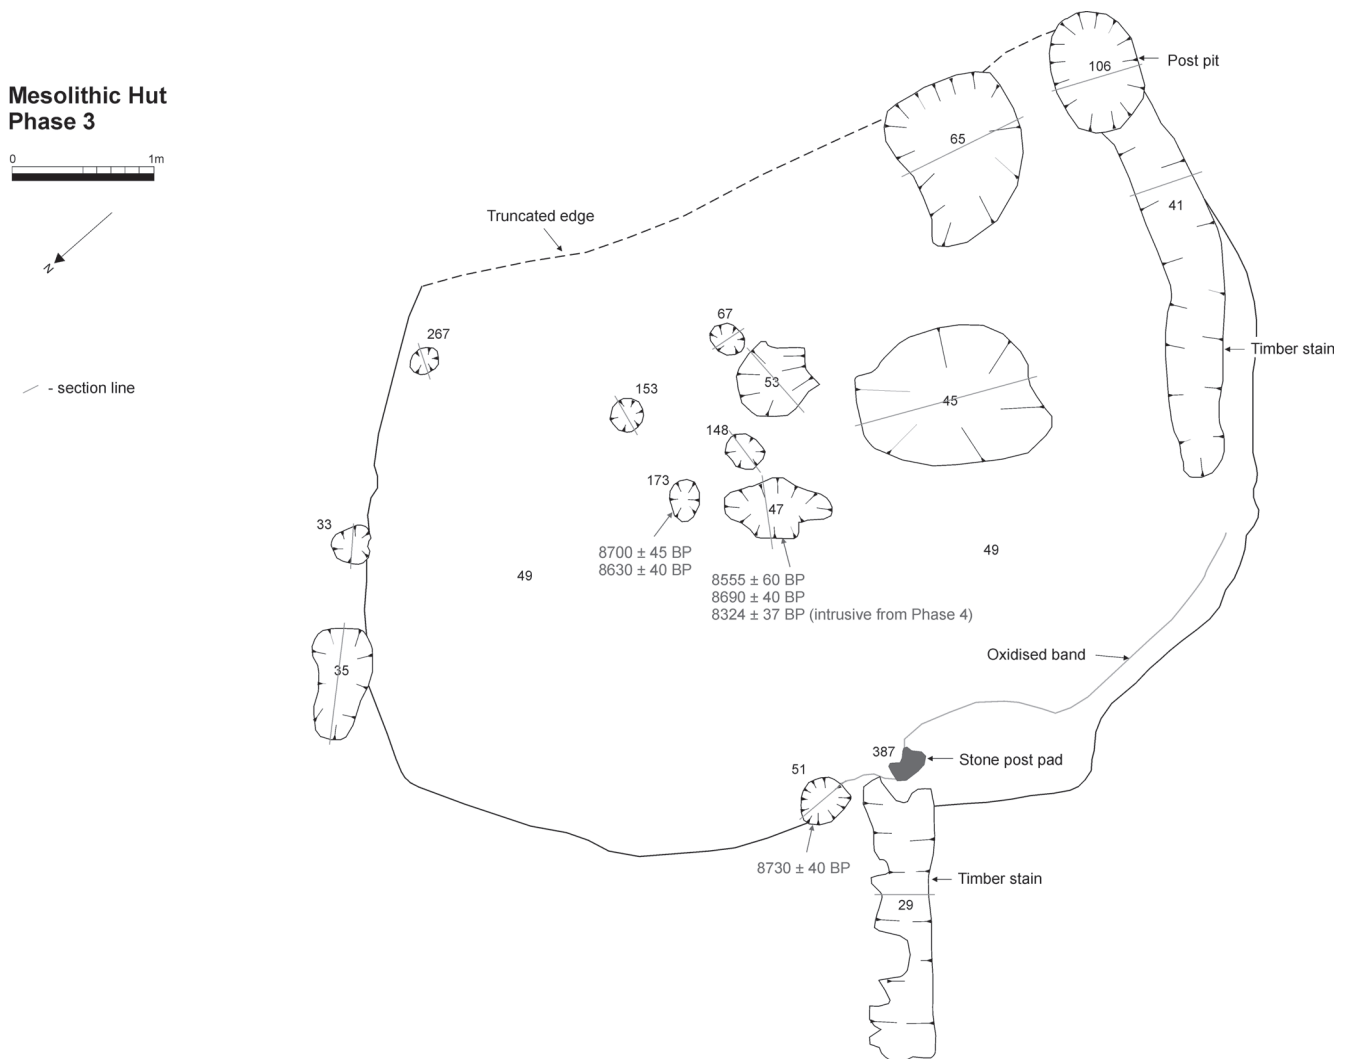 Mesolithic Hut
Phase 3
0 1m
N
- section line
Truncated edge
106
Post pit
65
41
Timber stain
267
67
53
153
45
148
173
47
33
8700 ± 45 BP
8630 ± 40 BP
49
49
8555 ± 60 BP
8690 ± 40 BP
8324 ± 37 BP (intrusive from Phase 4)
35
Oxidised band
387
Stone post pad
51
8730 ± 40 BP
Timber stain
29